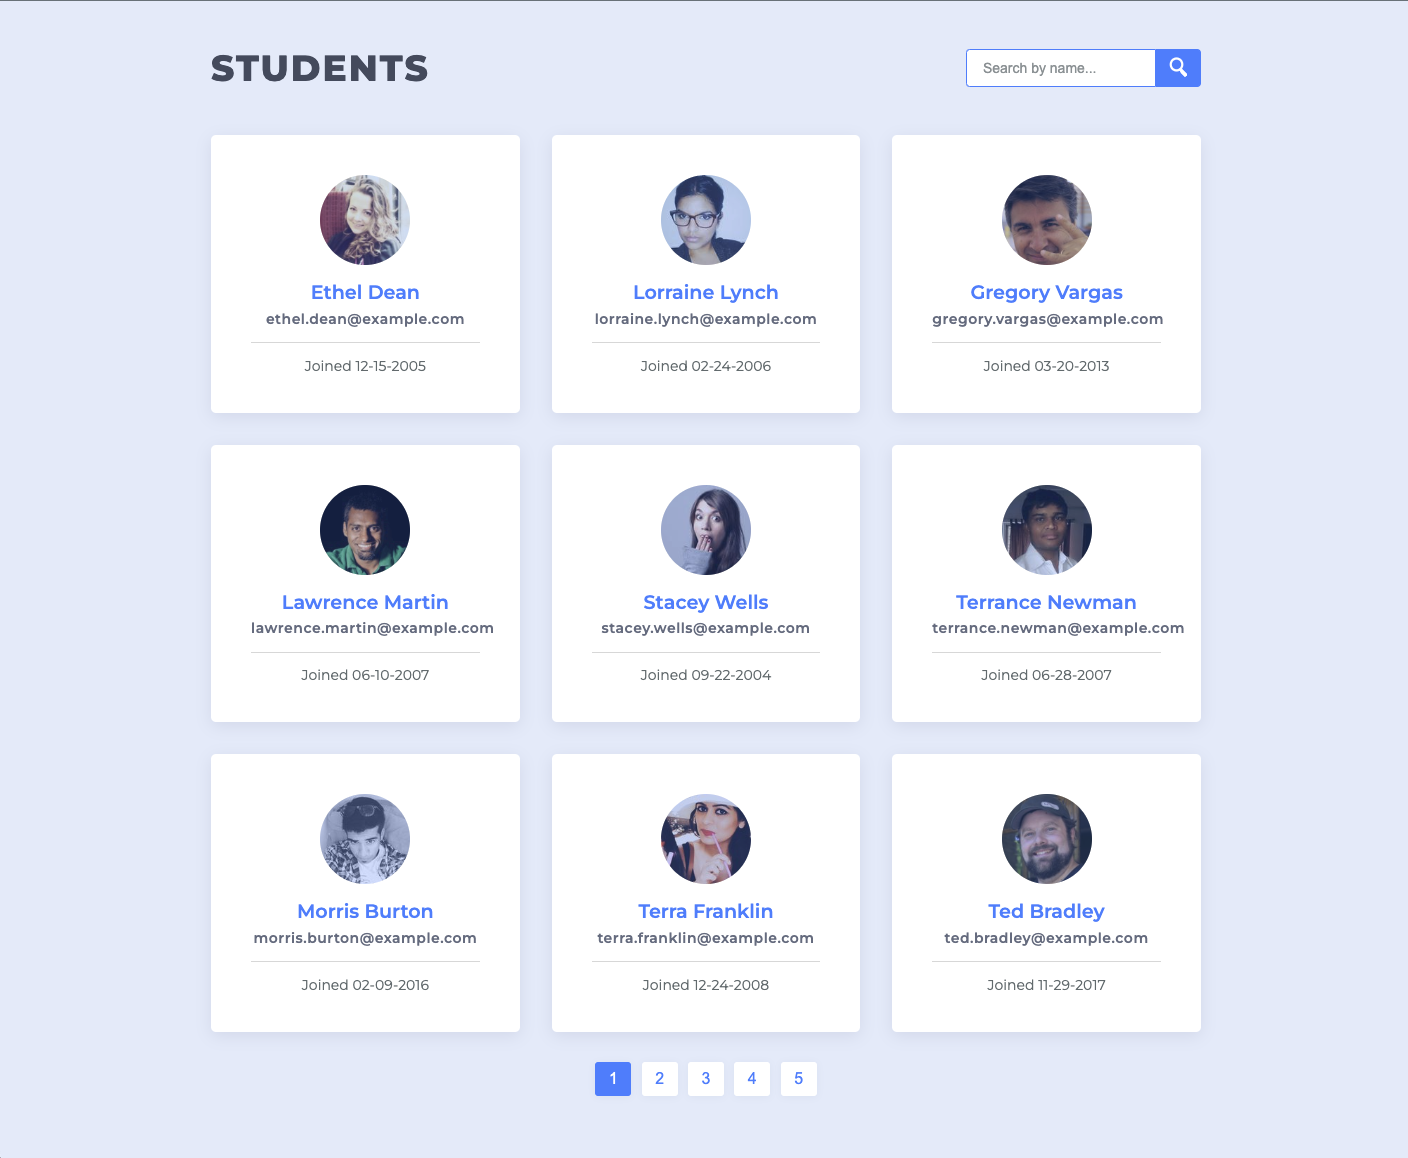 STUDENTS
Search by name...
Ethel Dean
ethel.dean@example.com
Joined 12-15-2005
Lorraine Lynch
lorraine.lynch@example.com
Joined 02-24-2006
Gregory Vargas
gregory.vargas@example.com
Joined 03-20-2013
Lawrence Martin
lawrence.martin@example.com
Joined 06-10-2007
Stacey Wells
stacey.wells@example.com
Joined 09-22-2004
Terrance Newman
terrance.newman@example.com
Joined 06-28-2007
Morris Burton
morris.burton@example.com
Joined 02-09-2016
Terra Franklin
terra.franklin@example.com
Joined 12-24-2008
Ted Bradley
ted.bradley@example.com
Joined 11-29-2017
1 2 3 4 5